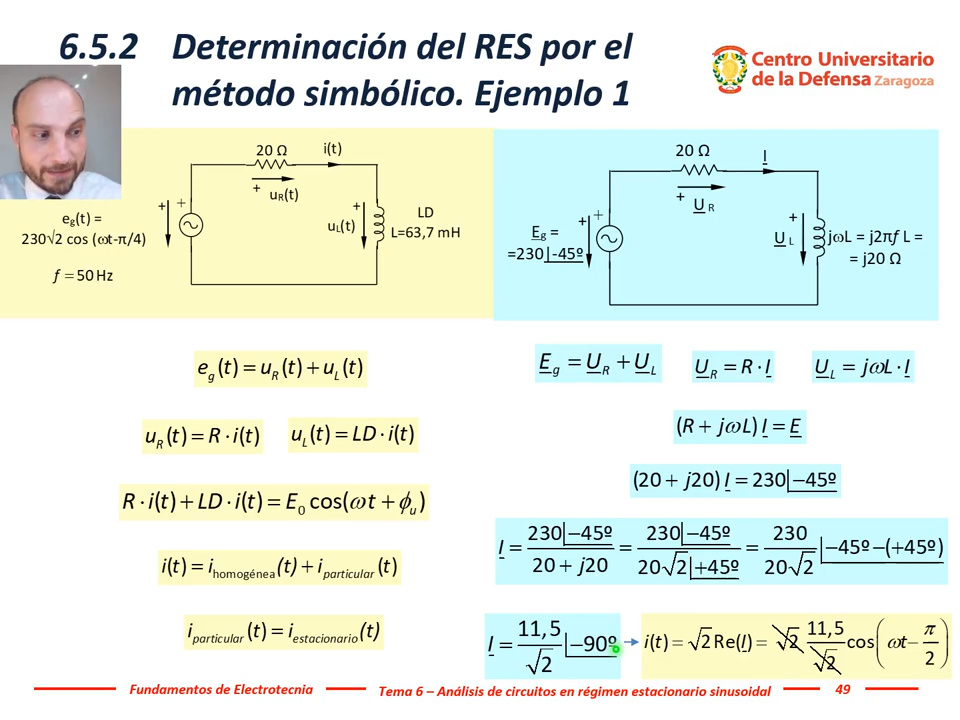 6.5.2 Determinación del RES por el
método simbólico. Ejemplo 1
Centro Universitario
de la Defensa Zaragoza
20 Ω
i(t)
+ u_R(t)
+
+
+
e_g(t) =
230√2 cos (ωt-π/4)
f = 50 Hz
u_L(t)
LD
L=63,7 mH
20 Ω
I
+
U_R
+
+
+
E_g =
=230|-45º
U_L
jωL = j2πf L =
= j20 Ω
e_g(t) = u_R(t) + u_L(t)
u_R(t) = R · i(t)
u_L(t) = LD · i(t)
R · i(t) + LD · i(t) = E_0 cos(ωt + ϕ_u)
i(t) = i_homogénea(t) + i_particular(t)
i_particular(t) = i_estacionario(t)
E_g = U_R + U_L
U_R = R · I
U_L = jωL · I
(R + jωL) I = E
(20 + j20) I = 230|−45º
I = 230|−45º / 20 + j20 = 230|−45º / 20√2|+45º = 230 / 20√2 |−45º−(+45º)
I = 11,5 / √2 |−90º
i(t) = √2 Re(I) = √2 11,5 / √2 cos(ωt − π / 2)
Fundamentos de Electrotecnia
Tema 6 – Análisis de circuitos en régimen estacionario sinusoidal
49